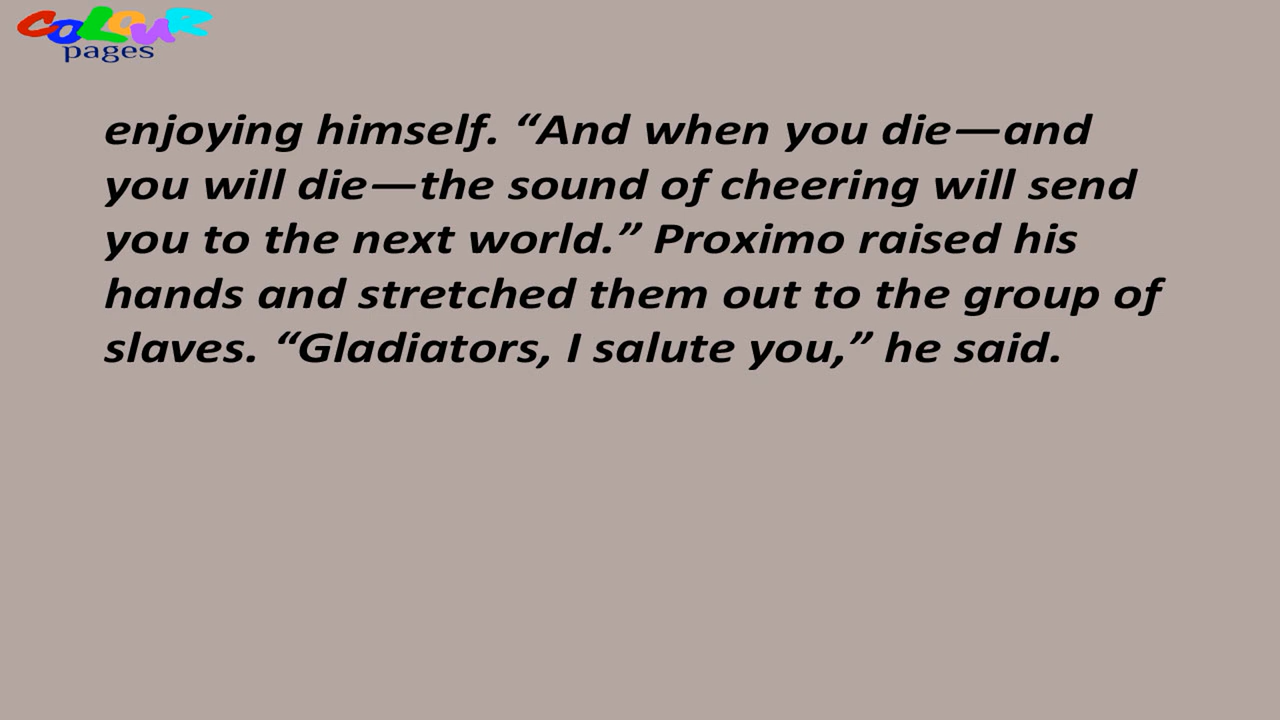 COLOUR
pages
enjoying himself. “And when you die—and
you will die—the sound of cheering will send
you to the next world.” Proximo raised his
hands and stretched them out to the group of
slaves. “Gladiators, I salute you,” he said.